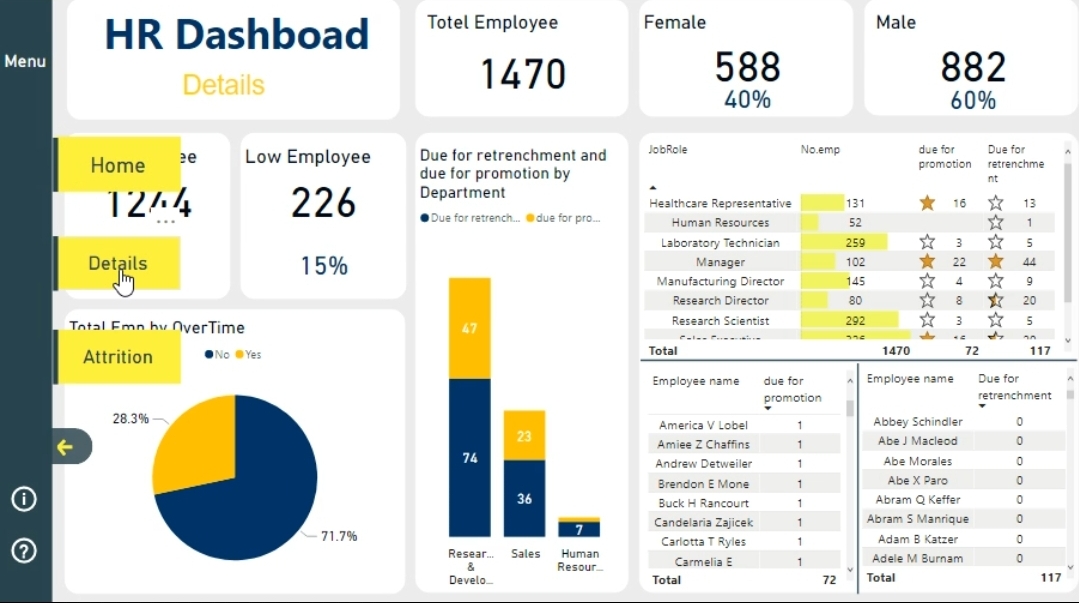 Menu
HR Dashboad
Details
Totel Employee
1470
Female
588
40%
Male
882
60%
Home
ee
1244
Low Employee
226
15%
Details
Attrition
Total Emp by OverTime
No Yes
28.3%
71.7%
Due for retrenchment and
due for promotion by
Department
Due for retrench... due for pro...
47
74
23
36
7
Resear...
&
Develo...
Sales
Human
Resour...
JobRole No.emp due for promotion Due for retrenchme nt
Healthcare Representative 131 16 13
Human Resources 52 1
Laboratory Technician 259 3 5
Manager 102 22 44
Manufacturing Director 145 4 9
Research Director 80 8 20
Research Scientist 292 3 5
Sales Executive 326 16 20
Total 1470 72 117
Employee name due for promotion
America V Lobel 1
Amiee Z Chaffins 1
Andrew Detweiler 1
Brendon E Mone 1
Buck H Rancourt 1
Candelaria Zajicek 1
Carlotta T Ryles 1
Carmelia E 1
Total 72
Employee name Due for retrenchment
Abbey Schindler 0
Abe J Macleod 0
Abe Morales 0
Abe X Paro 0
Abram Q Keffer 0
Abram S Manrique 0
Adam B Katzer 0
Adele M Burnam 0
Total 117